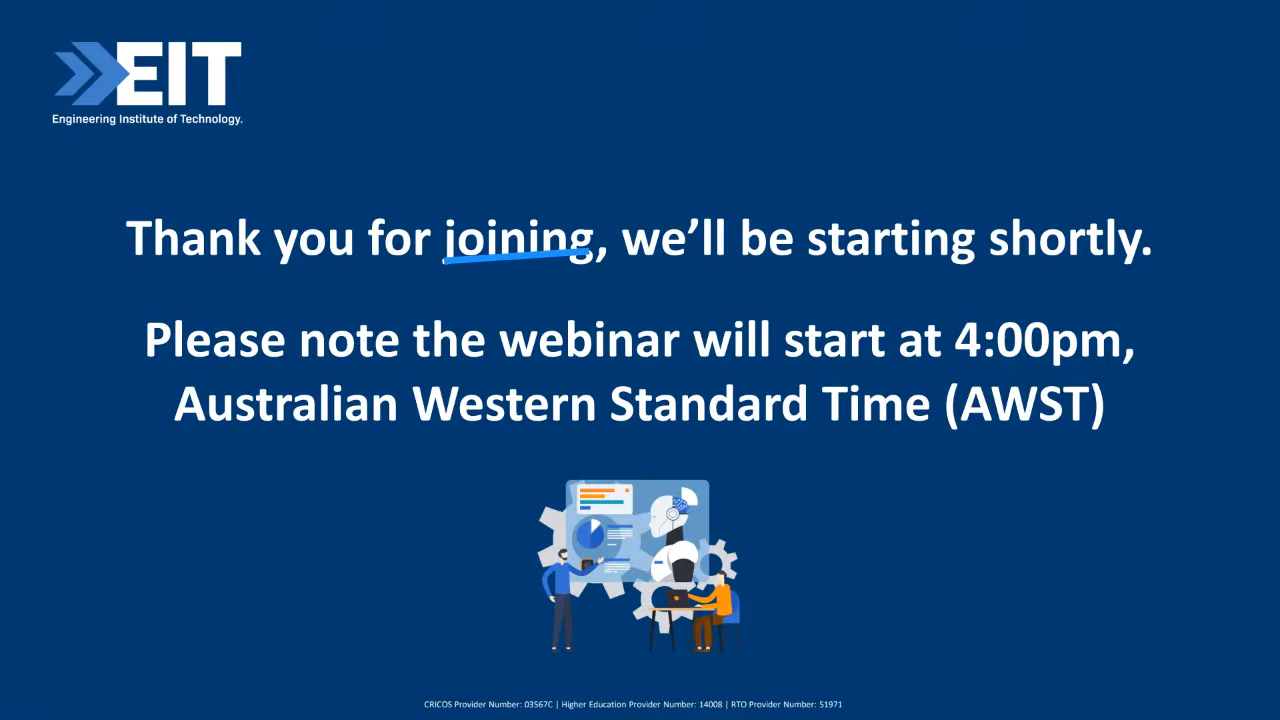 EIT
Engineering Institute of Technology.
Thank you for joining, we’ll be starting shortly.
Please note the webinar will start at 4:00pm,
Australian Western Standard Time (AWST)
CRICOS Provider Number: 03567C | Higher Education Provider Number: 14008 | RTO Provider Number: 51971